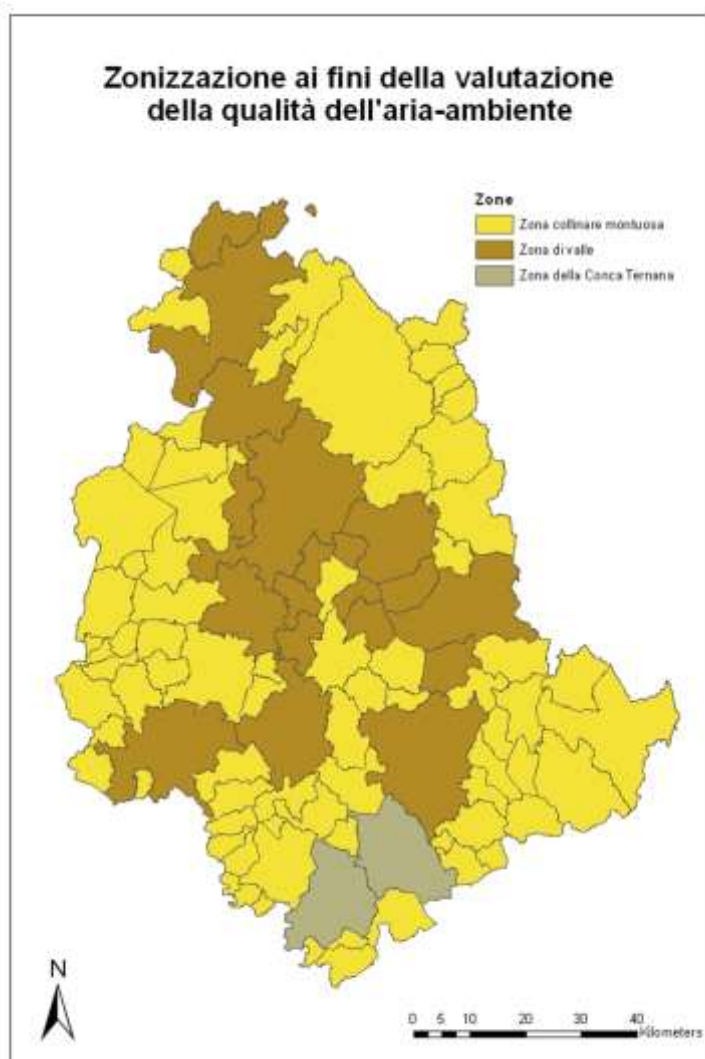 Zonizzazione ai fini della valutazione
della qualità dell'aria-ambiente
Zone
Zona collinare montuosa
Zona di valle
Zona della Conca Ternana
N
0 5 10 20 30 40
Kilometers